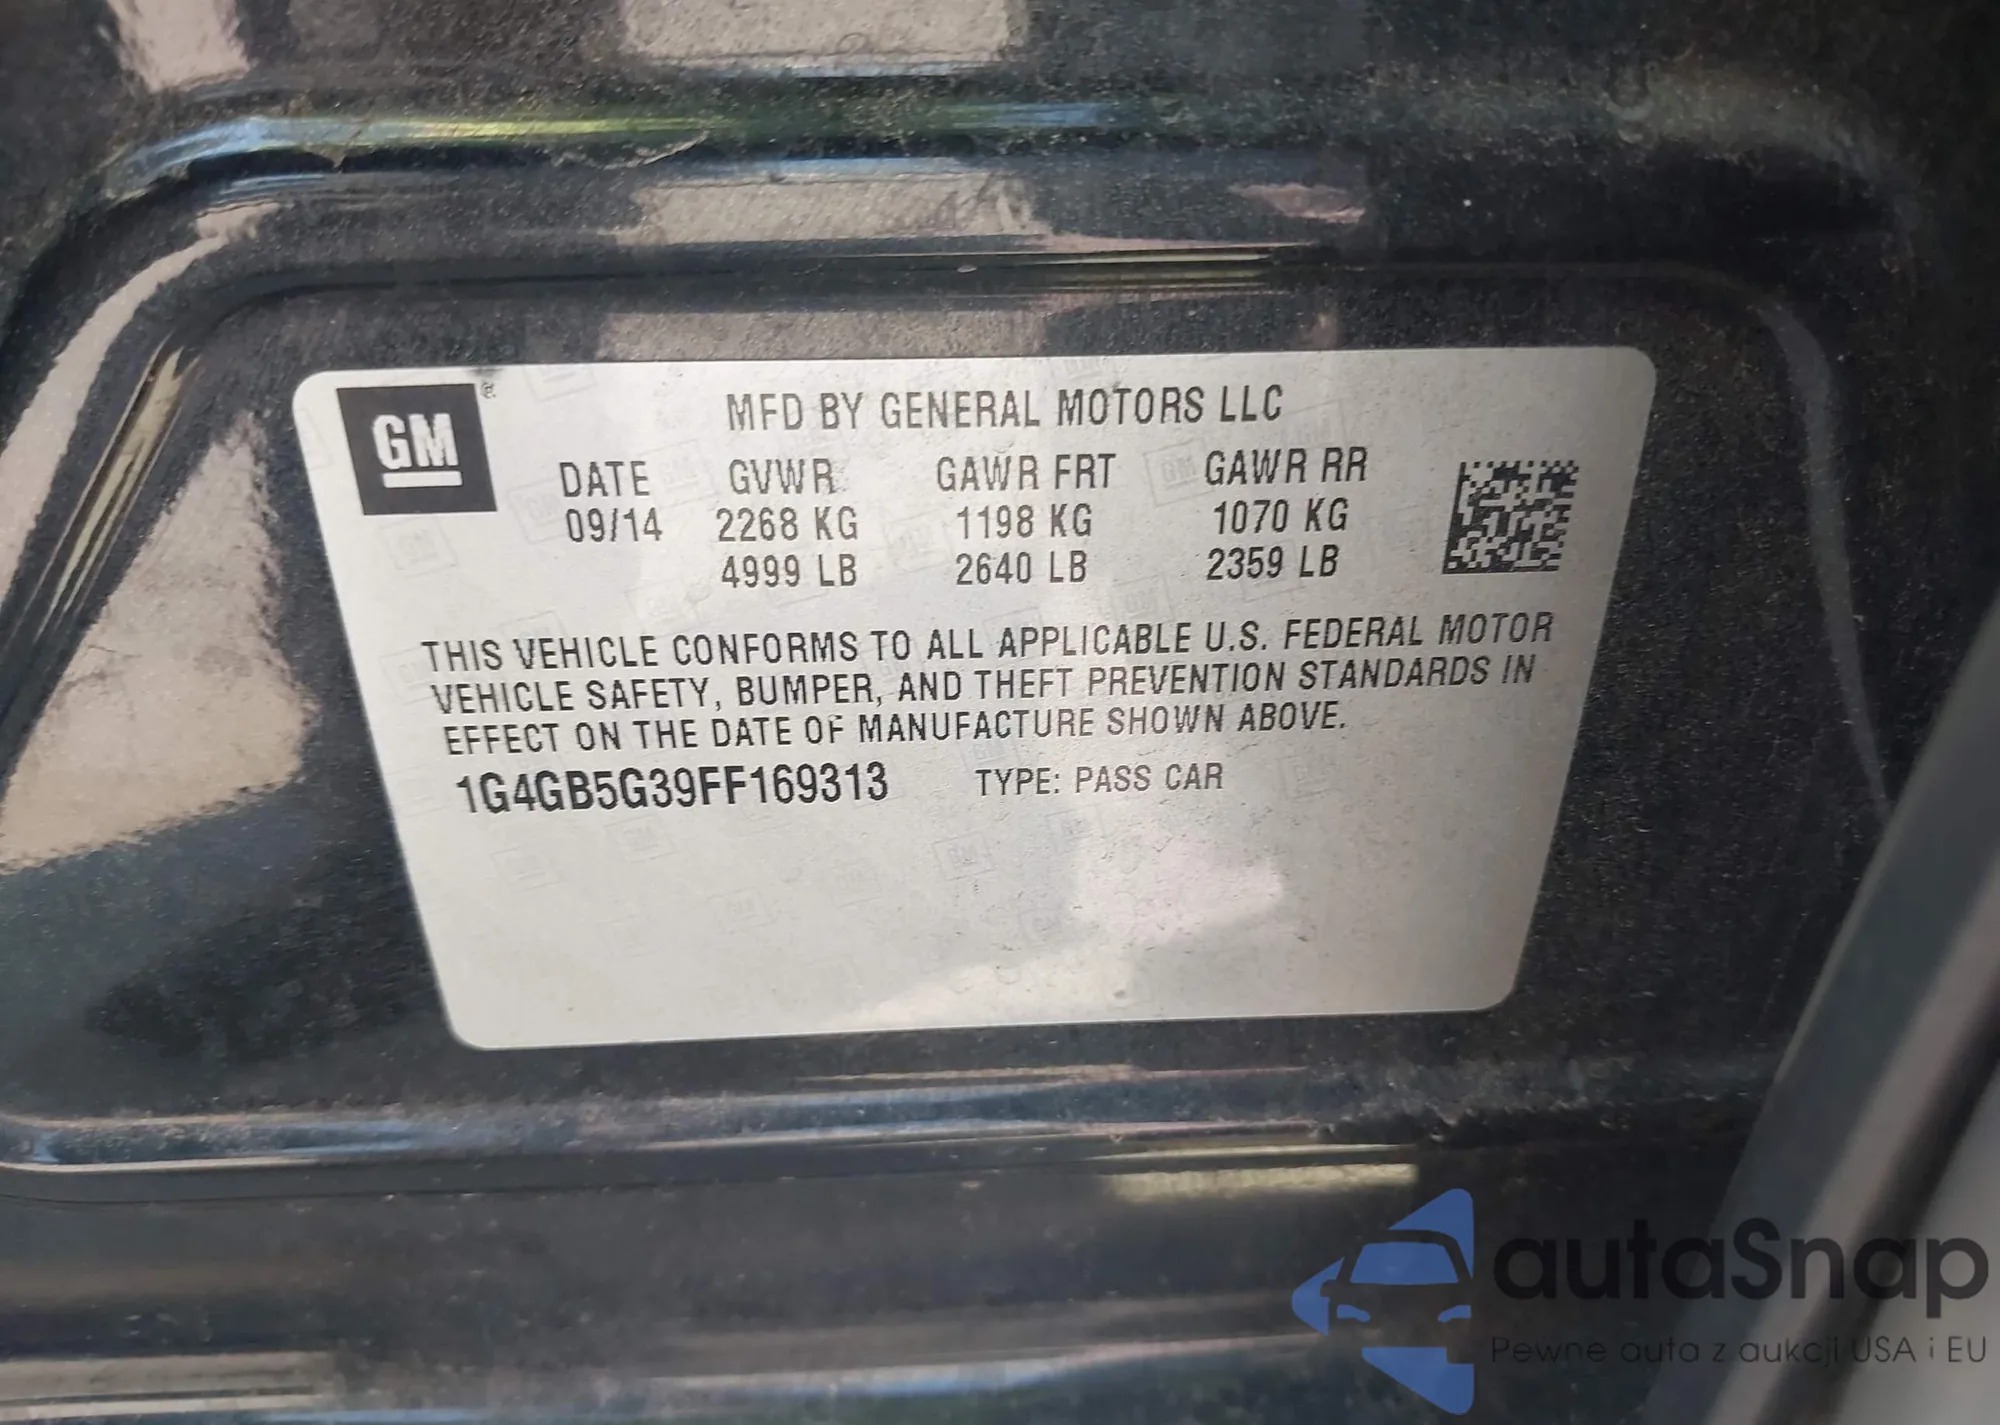 GM ®
MFD BY GENERAL MOTORS LLC
DATE GVWR GAWR FRT GAWR RR
09/14 2268 KG 1198 KG 1070 KG
4999 LB 2640 LB 2359 LB
THIS VEHICLE CONFORMS TO ALL APPLICABLE U.S. FEDERAL MOTOR
VEHICLE SAFETY, BUMPER, AND THEFT PREVENTION STANDARDS IN
EFFECT ON THE DATE OF MANUFACTURE SHOWN ABOVE.
1G4GB5G39FF169313 TYPE: PASS CAR
autaSnap
Pewne auta z aukcji USA i EU